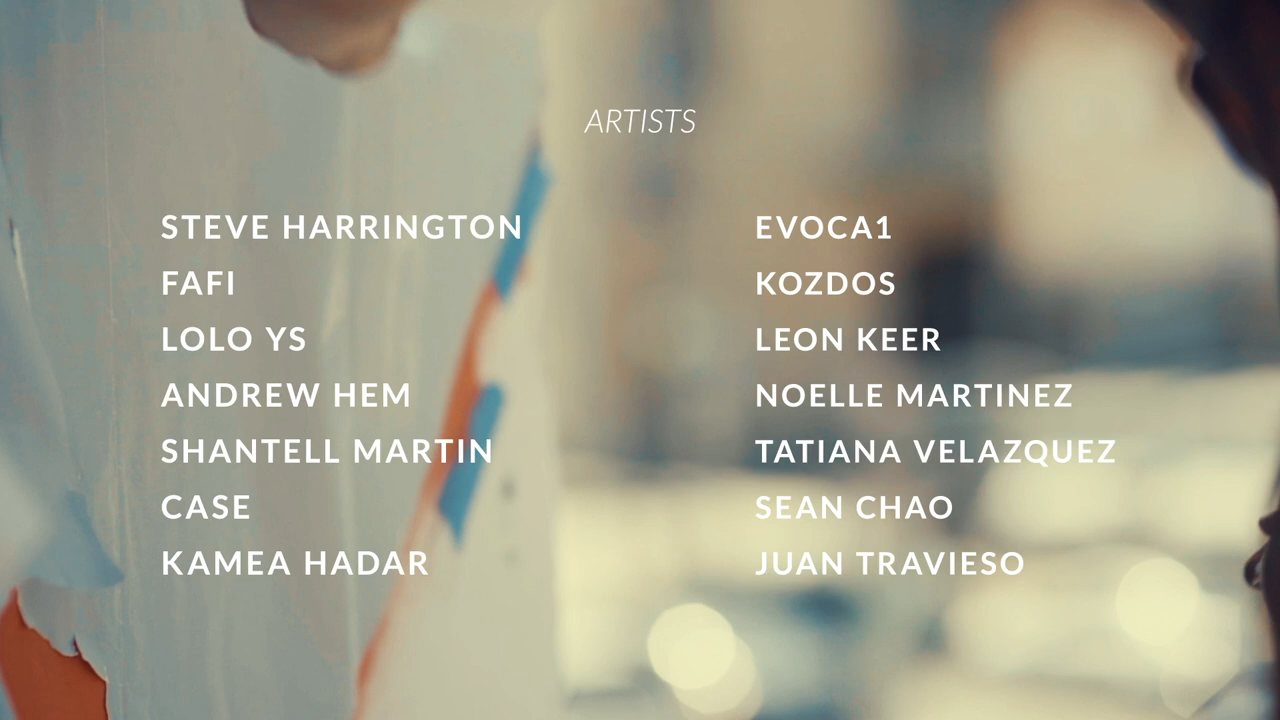 ARTISTS
STEVE HARRINGTON
FAFI
LOLO YS
ANDREW HEM
SHANTELL MARTIN
CASE
KAMEA HADAR
EVOCA1
KOZDOS
LEON KEER
NOELLE MARTINEZ
TATIANA VELAZQUEZ
SEAN CHAO
JUAN TRAVIESO